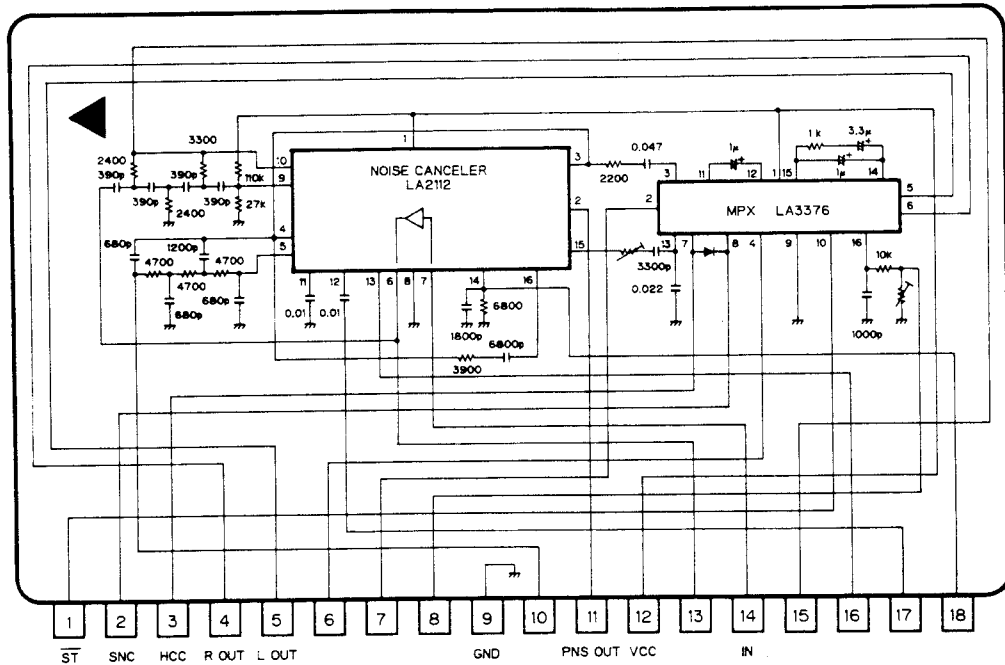 3300
2400
390p 390p
10
9
110k
390p 390p
2400
27k
1
NOISE CANCELER
LA2112
3
2
15
2200
0.047
1μ
11 12
1k 3.3μ
1μ
3
1 15 14
2
MPX LA3376
5
6
680p 1200p
4700 4700
4700
680p
680p
4
5
11 12 13 6 8 7 14 16
0.01 0.01
1800p
6800
6800p
3900
3300p
0.022
13 7 8 4 9 10 16
10k
1000p
1 2 3 4 5 6 7 8 9 10 11 12 13 14 15 16 17 18
ST SNC HCC R OUT L OUT GND PNS OUT VCC IN